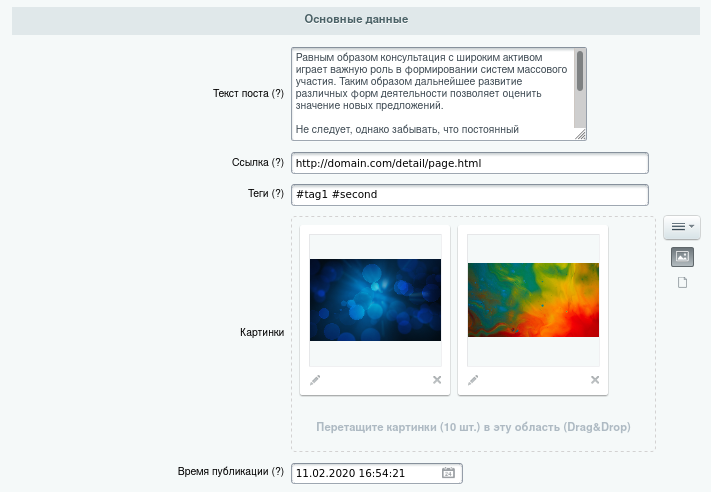 Основные данные
Текст поста (?)
Равным образом консультация с широким активом
играет важную роль в формировании систем массового
участия. Таким образом дальнейшее развитие
различных форм деятельности позволяет оценить
значение новых предложений.
Не следует, однако забывать, что постоянный
Ссылка (?)
http://domain.com/detail/page.html
Теги (?)
#tag1 #second
Картинки
Перетащите картинки (10 шт.) в эту область (Drag&Drop)
Время публикации (?)
11.02.2020 16:54:21